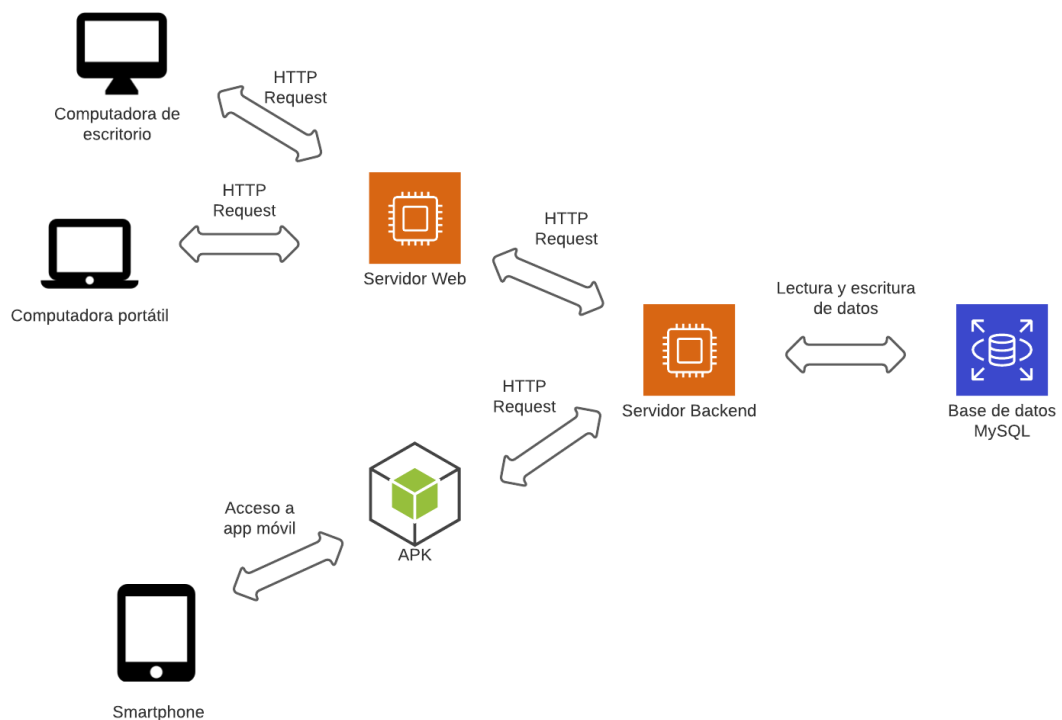 Computadora de
escritorio
HTTP
Request
Computadora portátil
HTTP
Request
Servidor Web
HTTP
Request
Servidor Backend
Lectura y escritura
de datos
Base de datos
MySQL
HTTP
Request
APK
Acceso a
app móvil
Smartphone